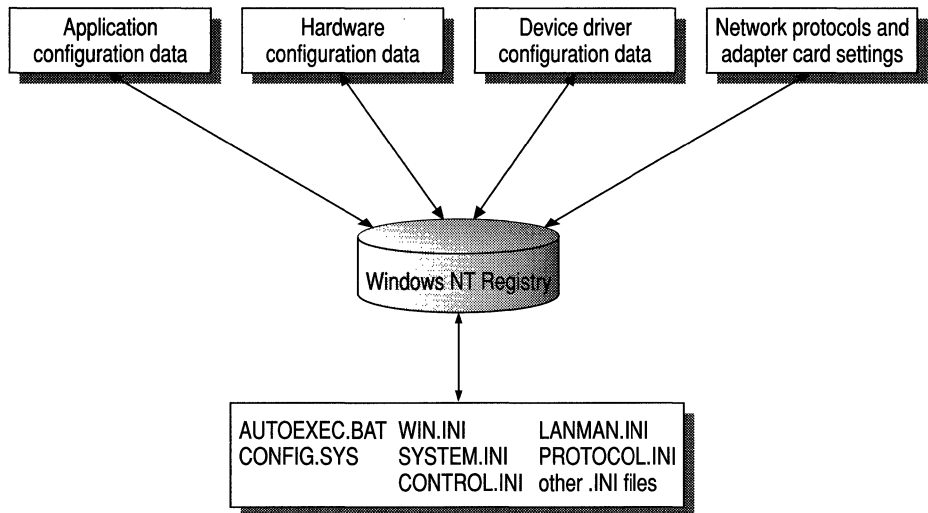 Application
configuration data
Hardware
configuration data
Device driver
configuration data
Network protocols and
adapter card settings
Windows NT Registry
AUTOEXEC.BAT WIN.INI LANMAN.INI
CONFIG.SYS SYSTEM.INI PROTOCOL.INI
CONTROL.INI other .INI files